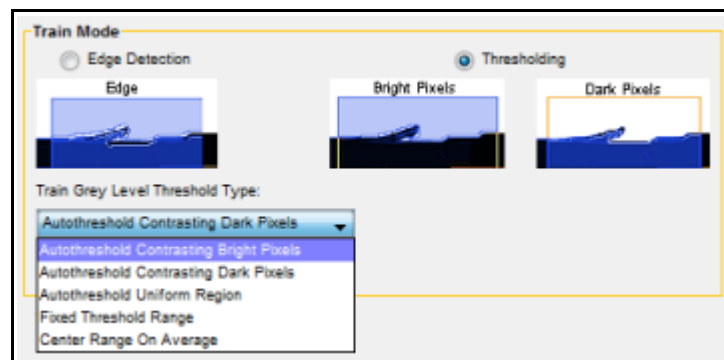 Train Mode
Edge Detection
Thresholding
Edge
Bright Pixels
Dark Pixels
Train Grey Level Threshold Type:
Autothreshold Contrasting Dark Pixels
Autothreshold Contrasting Bright Pixels
Autothreshold Contrasting Dark Pixels
Autothreshold Uniform Region
Fixed Threshold Range
Center Range On Average